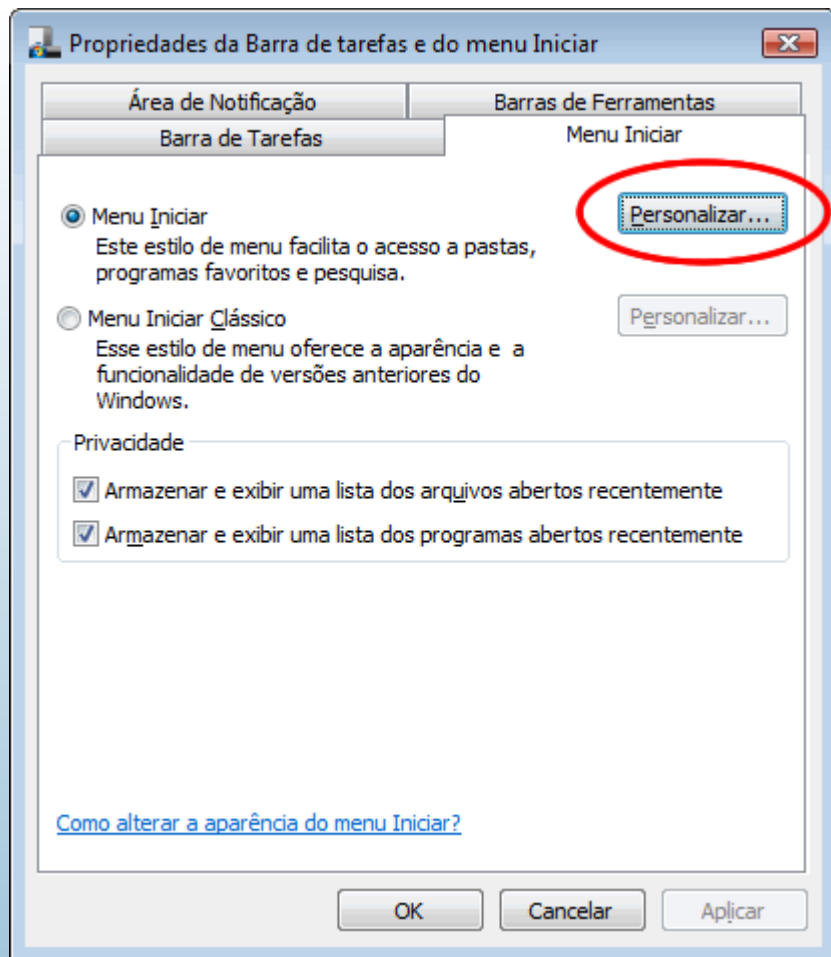 Propriedades da Barra de tarefas e do menu Iniciar
Área de Notificação
Barras de Ferramentas
Barra de Tarefas
Menu Iniciar
Menu Iniciar
Personalizar...
Este estilo de menu facilita o acesso a pastas,
programas favoritos e pesquisa.
Menu Iniciar Clássico
Personalizar...
Esse estilo de menu oferece a aparência e a
funcionalidade de versões anteriores do
Windows.
Privacidade
Armazenar e exibir uma lista dos arquivos abertos recentemente
Armazenar e exibir uma lista dos programas abertos recentemente
Como alterar a aparência do menu Iniciar?
OK
Cancelar
Aplicar